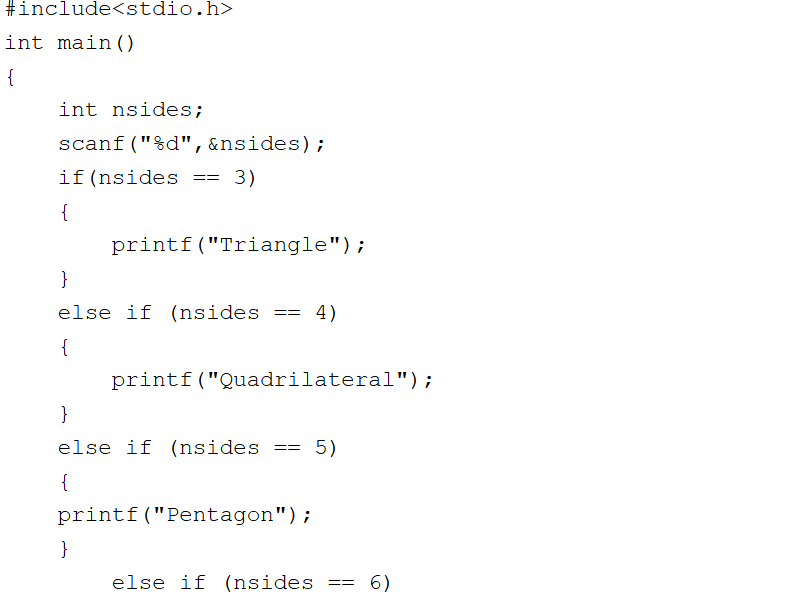 #include<stdio.h>
int main()
{
    int nsides;
    scanf("%d",&nsides);
    if(nsides == 3)
    {
        printf("Triangle");
    }
    else if (nsides == 4)
    {
        printf("Quadrilateral");
    }
    else if (nsides == 5)
    {
    printf("Pentagon");
    }
        else if (nsides == 6)